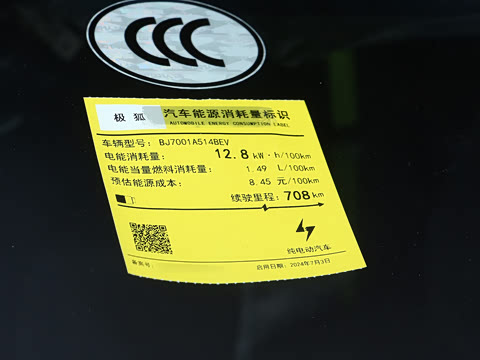 CCC
极狐 汽车能源消耗量标识
AUTOMOBILE ENERGY CONSUMPTION LABEL
车辆型号: BJ7001A514BEV
电能消耗量: 12.8 kW·h/100km
电能当量燃料消耗量: 1.49 L/100km
预估能源成本: 8.45 元/100km
续驶里程: 708 km
纯电动汽车
备案号:
启用日期: 2024年7月3日